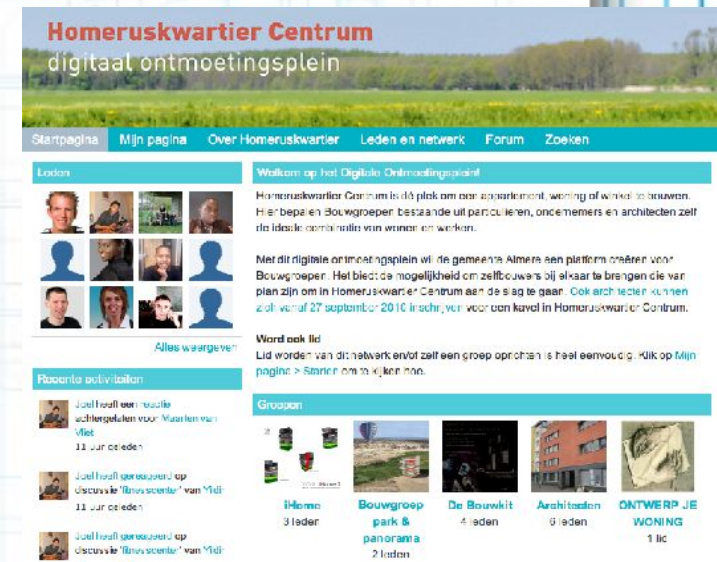 Homeruskwartier Centrum
digitaal ontmoetingsplein
Startpagina Mijn pagina Over Homeruskwartier Leden en netwerk Forum Zoeken
Leden
Alles weergeven
Recente activiteiten
Joel heeft een reactie
achtergelaten voor Maarten van
Vliet
11 uur geleden
Joel heeft gereageerd op
discussie 'fitnesscenter' van
11 uur geleden
Joel heeft gereageerd op
discussie 'fitnesscenter' van
Welkom op het Digitale Ontmoetingsplein!
Homeruskwartier Centrum is dé plek om een appartement, woning of winkel te bouwen.
Hier bepalen Bouwgroepen bestaande uit particulieren, ondernemers en architecten zelf
de ideale combinatie van wonen en werken.
Met dit digitale ontmoetingsplein wil de gemeente Almere een platform creëren voor
Bouwgroepen. Het biedt de mogelijkheid om zelfbouwers bij elkaar te brengen die van
plan zijn om in Homeruskwartier Centrum aan de slag te gaan. Ook architecten kunnen
zich vanaf 27 september 2010 inschrijven voor een kavel in Homeruskwartier Centrum.
Word ook lid
Lid worden van dit netwerk en/of zelf een groep oprichten is heel eenvoudig. Klik op Mijn
pagina > Starten om te kijken hoe.
Groepen
iHome
3 leden
Bouwgroep
park &
panorama
2 leden
De Bouwkit
4 leden
Architecten
6 leden
ONTWERP JE
WONING
1 lid